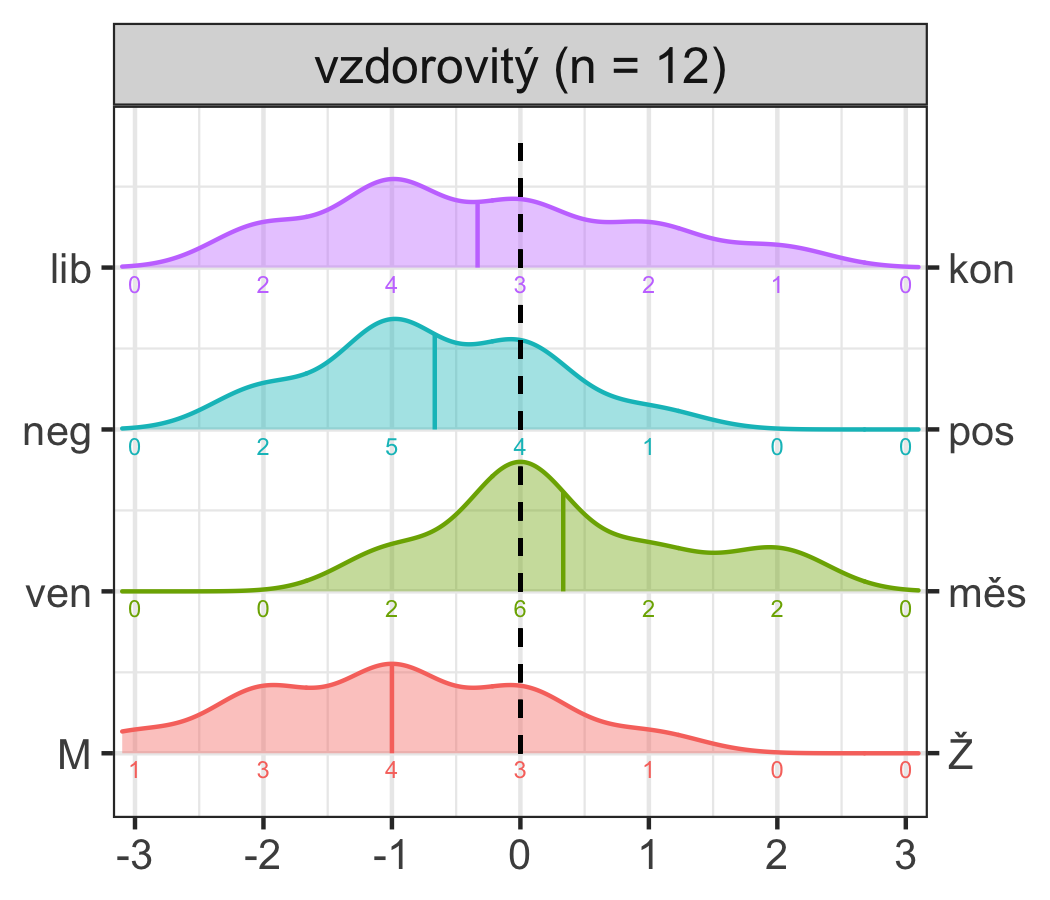 vzdorovitý (n = 12)
lib kon
0 2 4 3 2 1 0
neg pos
0 2 5 4 1 0 0
ven měs
0 0 2 6 2 2 0
M Ž
1 3 4 3 1 0 0
-3 -2 -1 0 1 2 3